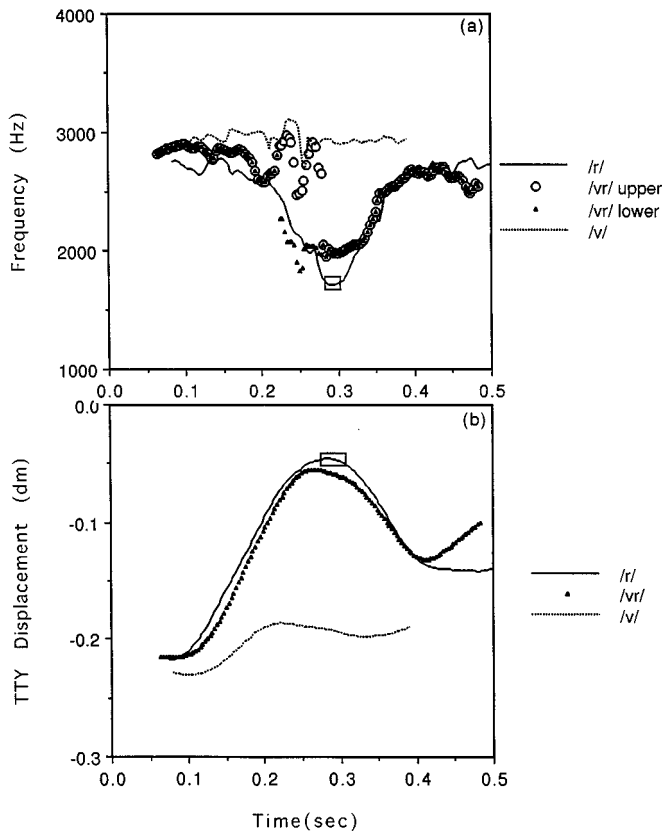 (a)
4000
3000
2000
1000
Frequency (Hz)
0.0 0.1 0.2 0.3 0.4 0.5
/r/
/vr/ upper
/vr/ lower
/v/
(b)
0.0
-0.1
-0.2
-0.3
TTY Displacement (dm)
0.0 0.1 0.2 0.3 0.4 0.5
Time(sec)
/r/
/vr/
/v/